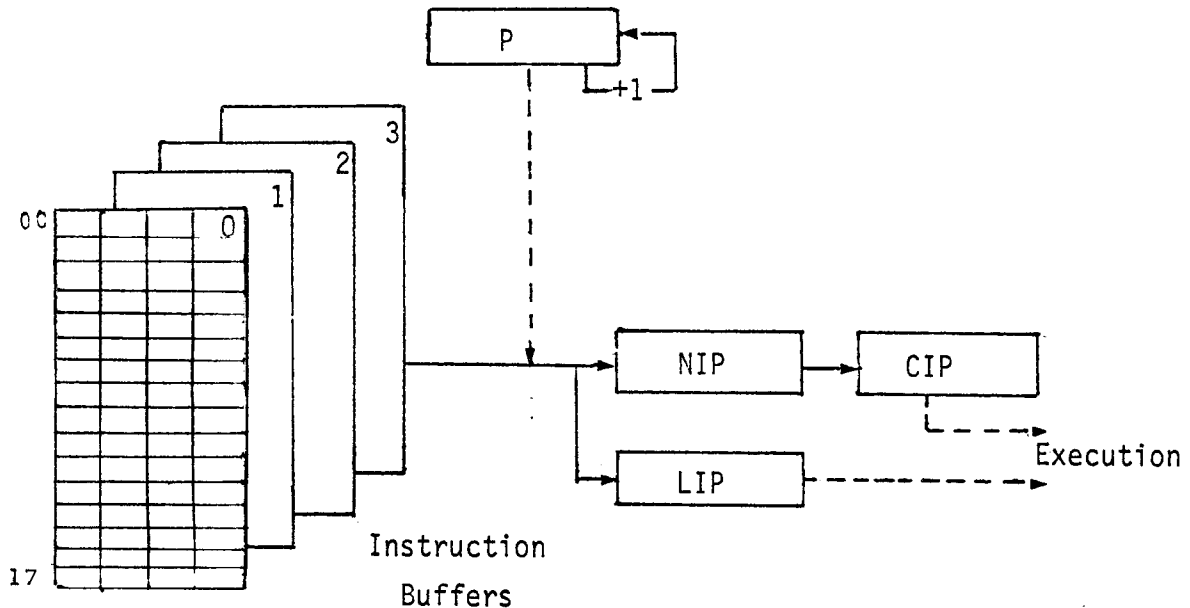 P
+1
3
2
1
0
00
NIP
CIP
Execution
LIP
17
Instruction
Buffers